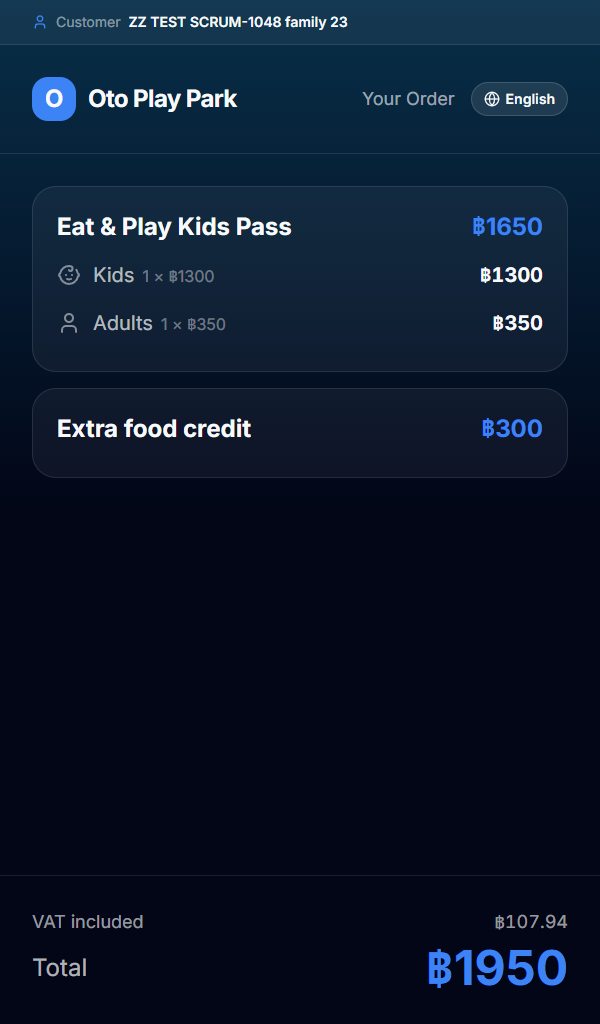 Customer ZZ TEST SCRUM-1048 family 23
O Oto Play Park Your Order English
Eat & Play Kids Pass ฿1650
Kids 1 × ฿1300 ฿1300
Adults 1 × ฿350 ฿350
Extra food credit ฿300
VAT included ฿107.94
Total ฿1950